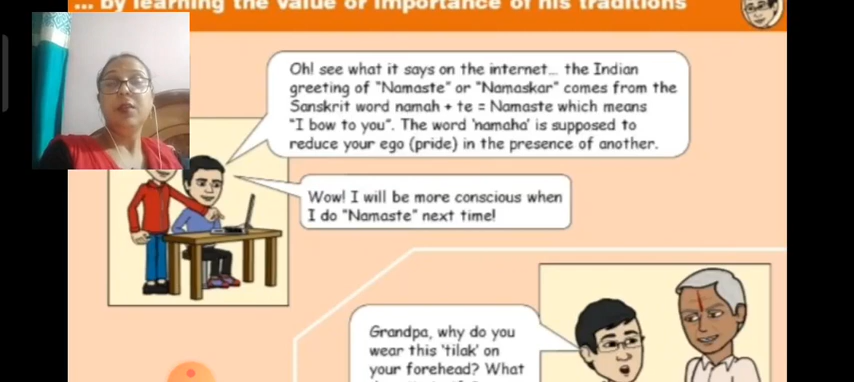 ... by learning the value or importance of his traditions
Oh! see what it says on the internet... the Indian
greeting of "Namaste" or "Namaskar" comes from the
Sanskrit word namah + te = Namaste which means
"I bow to you". The word 'namaha' is supposed to
reduce your ego (pride) in the presence of another.
Wow! I will be more conscious when
I do "Namaste" next time!
Grandpa, why do you
wear this 'tilak' on
your forehead? What